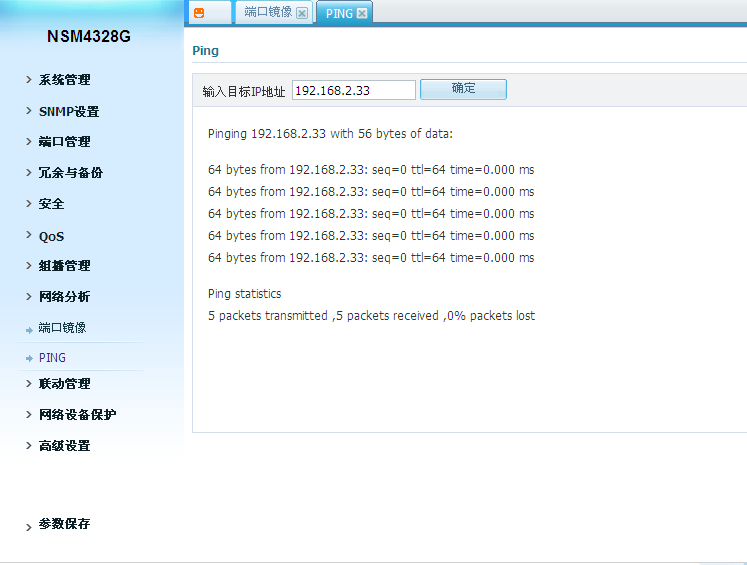 端口镜像 PING
NSM4328G
系统管理
SNMP设置
端口管理
冗余与备份
安全
QoS
组播管理
网络分析
端口镜像
PING
联动管理
网络设备保护
高级设置
参数保存
Ping
输入目标IP地址 192.168.2.33 确定
Pinging 192.168.2.33 with 56 bytes of data:
64 bytes from 192.168.2.33: seq=0 ttl=64 time=0.000 ms
64 bytes from 192.168.2.33: seq=0 ttl=64 time=0.000 ms
64 bytes from 192.168.2.33: seq=0 ttl=64 time=0.000 ms
64 bytes from 192.168.2.33: seq=0 ttl=64 time=0.000 ms
64 bytes from 192.168.2.33: seq=0 ttl=64 time=0.000 ms
Ping statistics
5 packets transmitted ,5 packets received ,0% packets lost